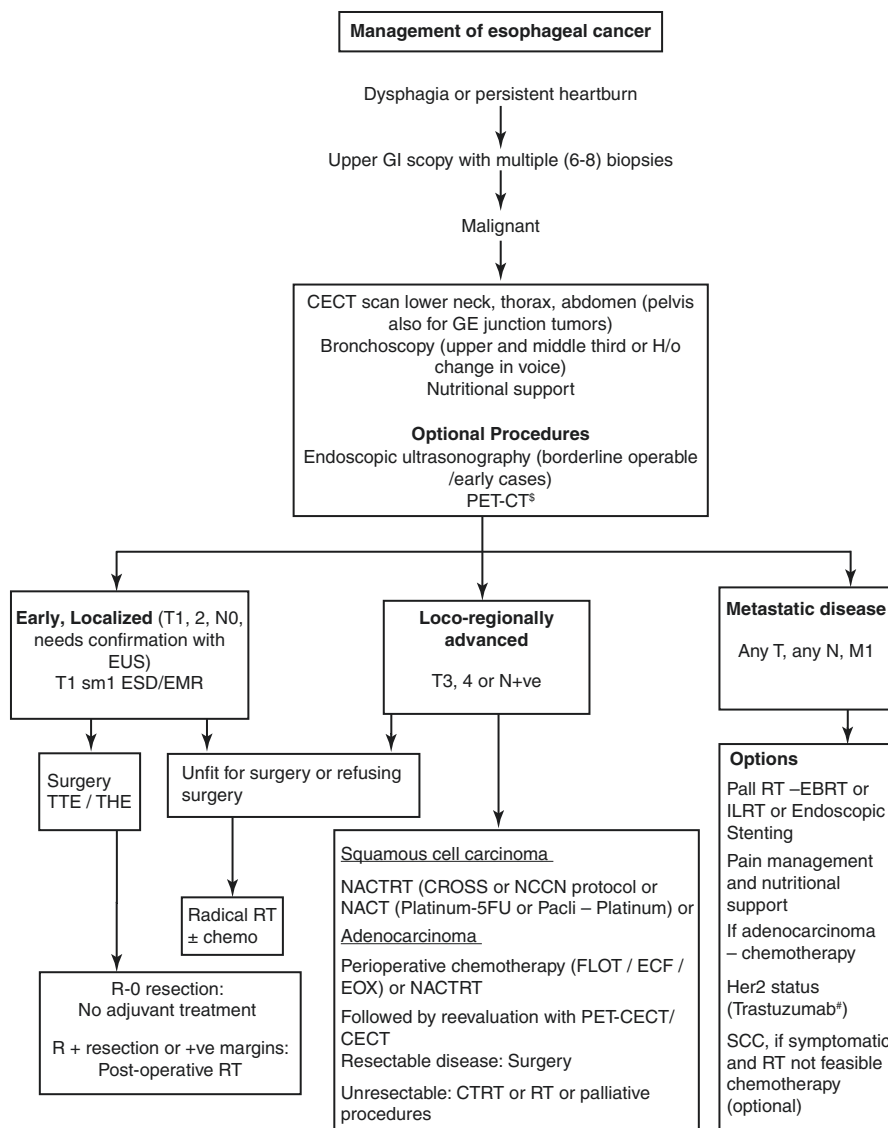 Management of esophageal cancer
Dysphagia or persistent heartburn
Upper GI scopy with multiple (6-8) biopsies
Malignant
CECT scan lower neck, thorax, abdomen (pelvis
also for GE junction tumors)
Bronchoscopy (upper and middle third or H/o
change in voice)
Nutritional support
Optional Procedures
Endoscopic ultrasonography (borderline operable
/early cases)
PET-CT$
Early, Localized (T1, 2, N0,
needs confirmation with
EUS)
T1 sm1 ESD/EMR
Loco-regionally
advanced
T3, 4 or N+ve
Metastatic disease
Any T, any N, M1
Surgery
TTE / THE
Unfit for surgery or refusing
surgery
Radical RT
± chemo
R-0 resection:
No adjuvant treatment
R + resection or +ve margins:
Post-operative RT
Squamous cell carcinoma
NACTRT (CROSS or NCCN protocol or
NACT (Platinum-5FU or Pacli – Platinum) or
Adenocarcinoma
Perioperative chemotherapy (FLOT / ECF /
EOX) or NACTRT
Followed by reevaluation with PET-CECT/
CECT
Resectable disease: Surgery
Unresectable: CTRT or RT or palliative
procedures
Options
Pall RT –EBRT or
ILRT or Endoscopic
Stenting
Pain management
and nutritional
support
If adenocarcinoma
– chemotherapy
Her2 status
(Trastuzumab#)
SCC, if symptomatic
and RT not feasible
chemotherapy
(optional)